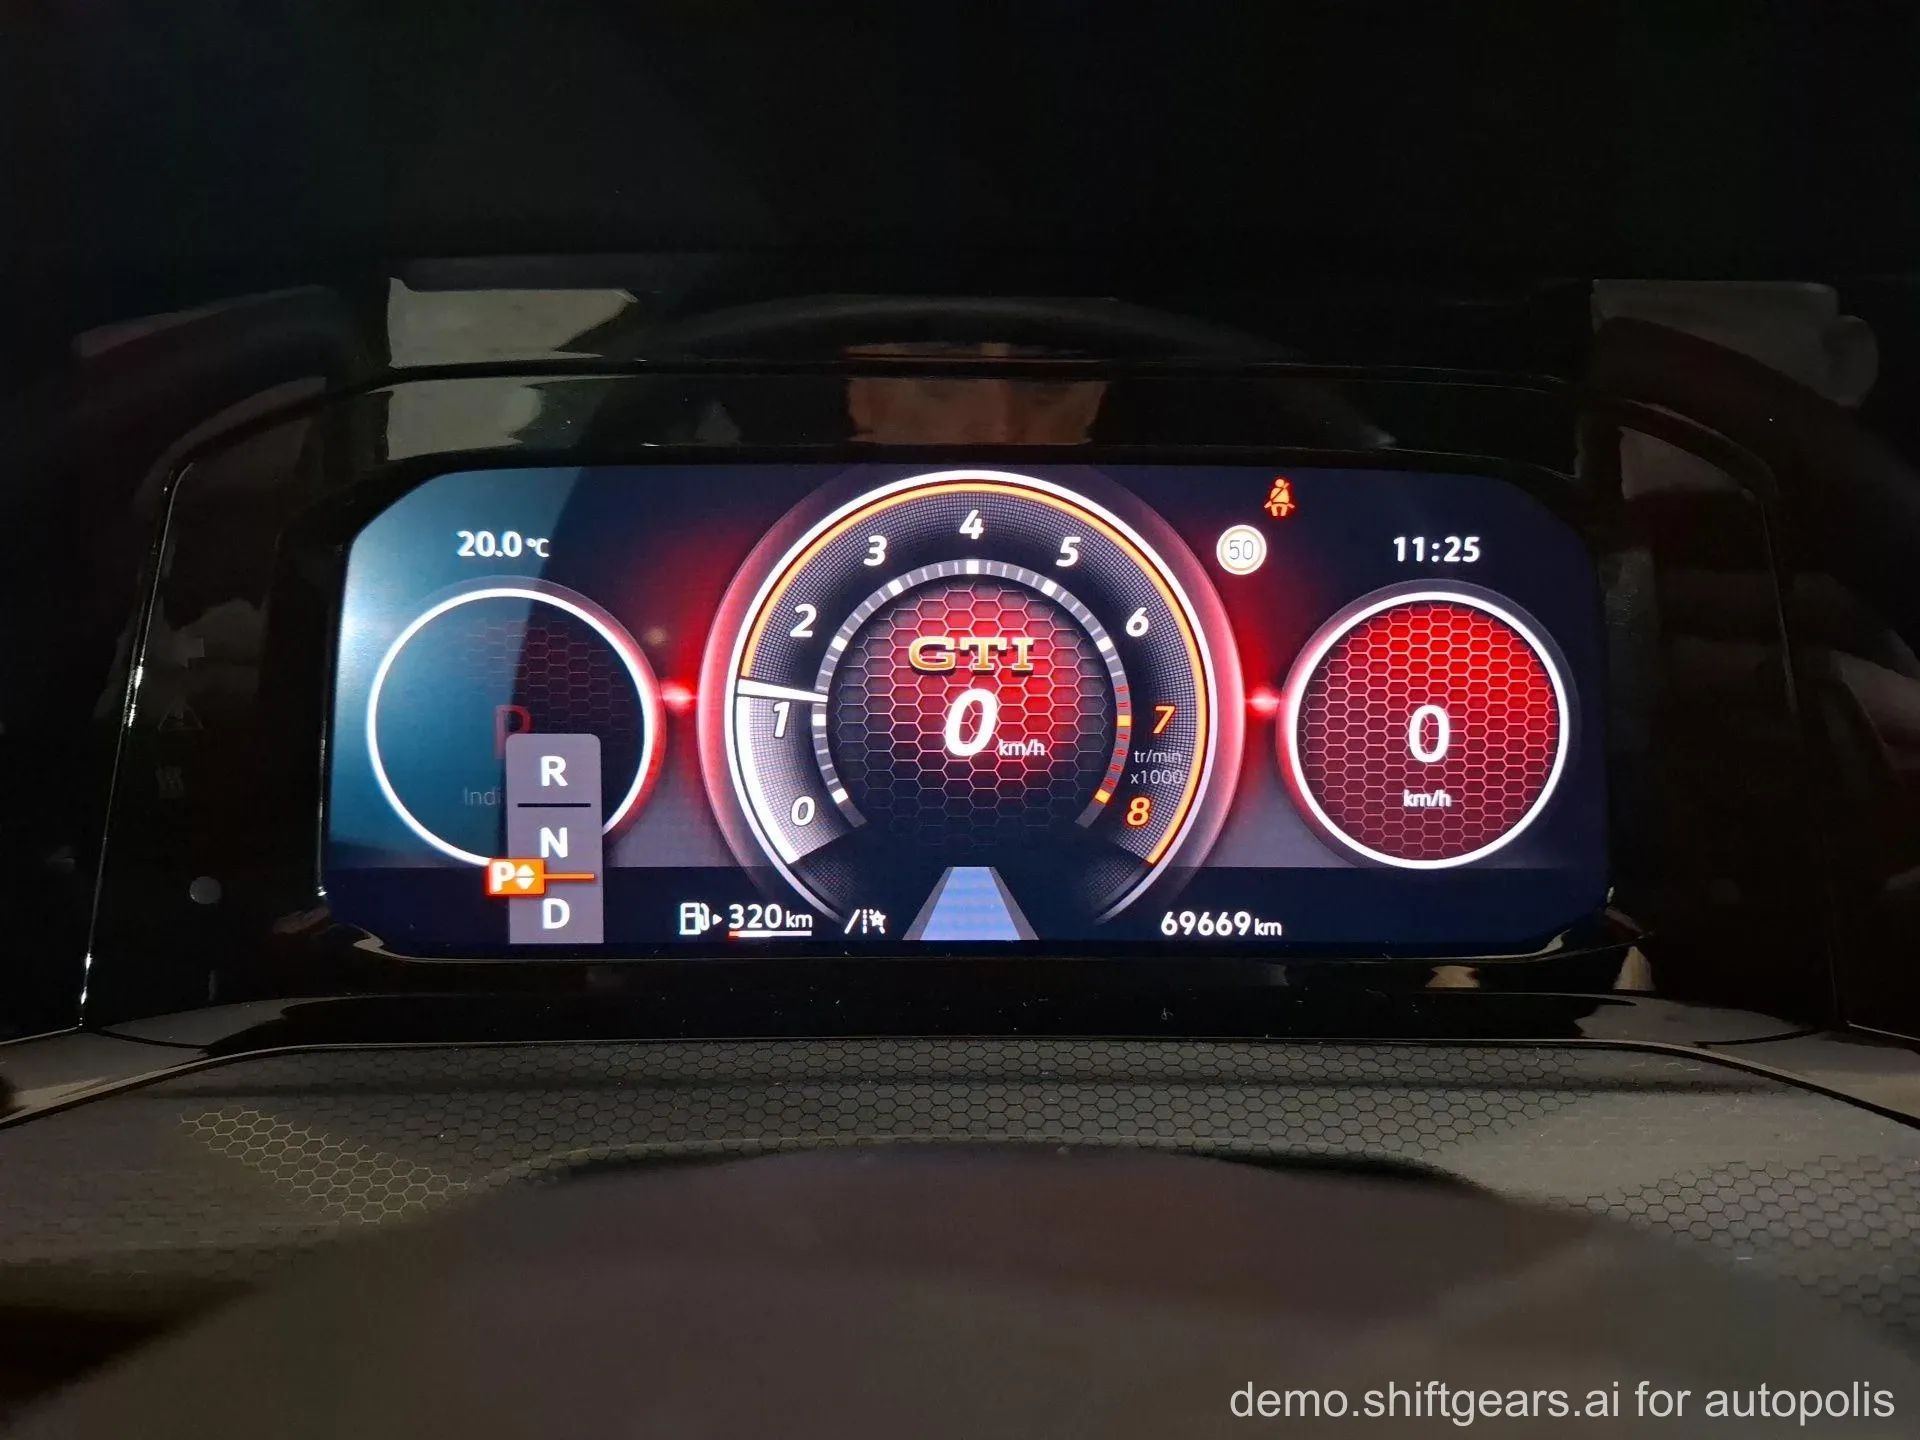 20.0 °C
50
11:25
0 1 2 3 4 5 6 7 8
GTI
0 km/h
tr/min
x1000
0
km/h
P
Indi
R
N
P
D
320 km
69669 km
demo.shiftgears.ai for autopolis